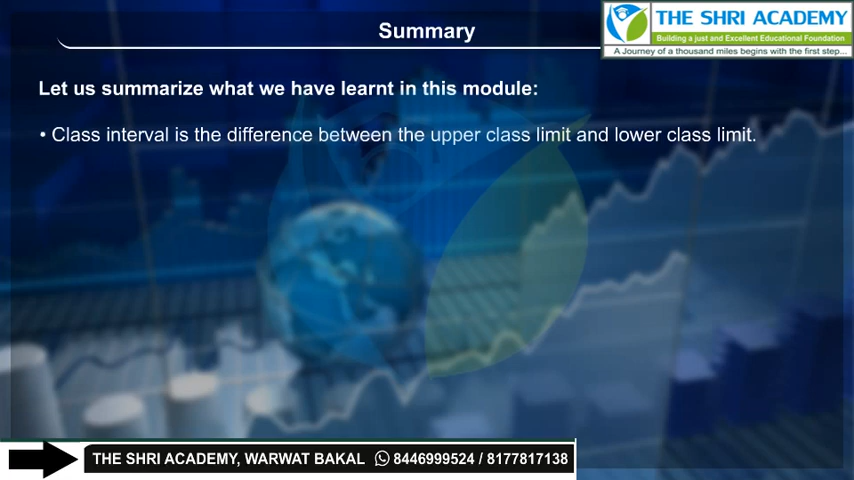 Summary
THE SHRI ACADEMY
Building a just and Excellent Educational Foundation
A Journey of a thousand miles begins with the first step...
Let us summarize what we have learnt in this module:
• Class interval is the difference between the upper class limit and lower class limit.
THE SHRI ACADEMY, WARWAT BAKAL 8446999524 / 8177817138